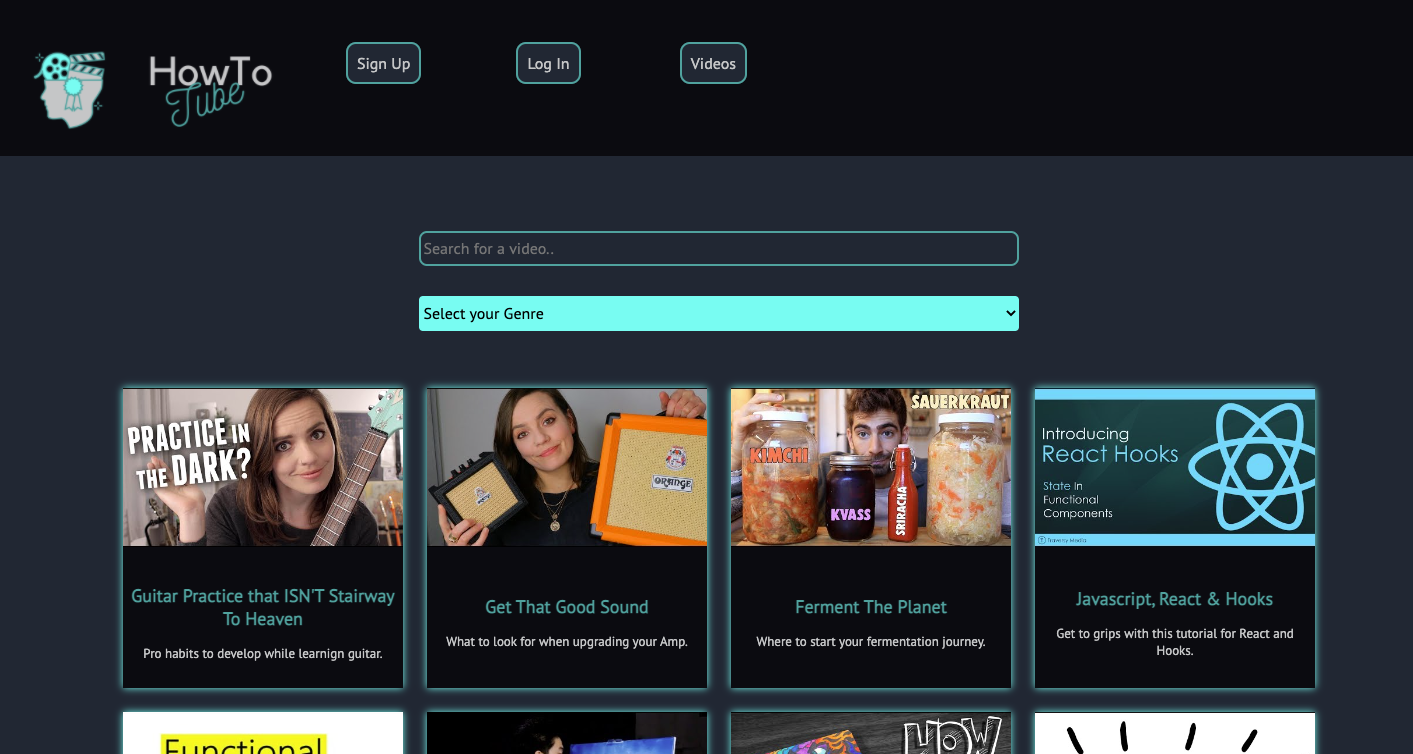 HowTo
Tube
Sign Up
Log In
Videos
Search for a video..
Select your Genre
PRACTICE IN
THE DARK?
ORANGE
SAUERKRAUT
KIMCHI
KVASS
SRIRACHA
Introducing
React Hooks
State In
Functional
Components
Traversy Media
Guitar Practice that ISN'T Stairway
To Heaven
Pro habits to develop while learnign guitar.
Get That Good Sound
What to look for when upgrading your Amp.
Ferment The Planet
Where to start your fermentation journey.
Javascript, React & Hooks
Get to grips with this tutorial for React and
Hooks.
Functional
HOW